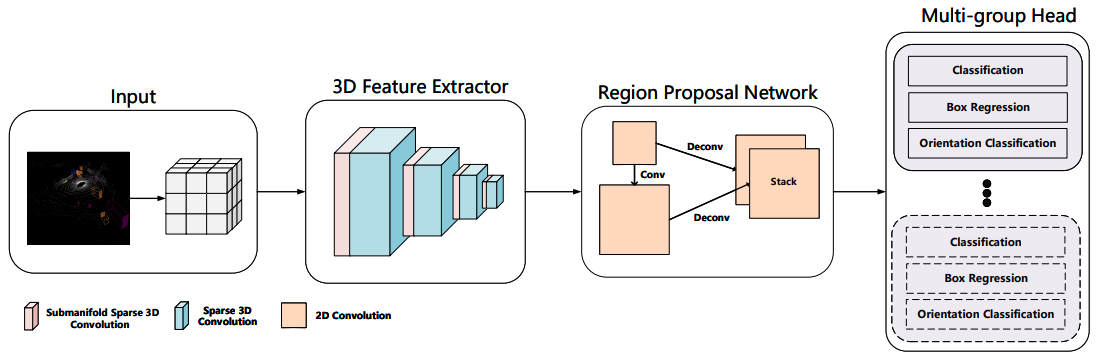 Input
3D Feature Extractor
Region Proposal Network
Multi-group Head
Deconv
Conv
Deconv
Stack
Classification
Box Regression
Orientation Classification
Classification
Box Regression
Orientation Classification
Submanifold Sparse 3D
Convolution
Sparse 3D
Convolution
2D Convolution